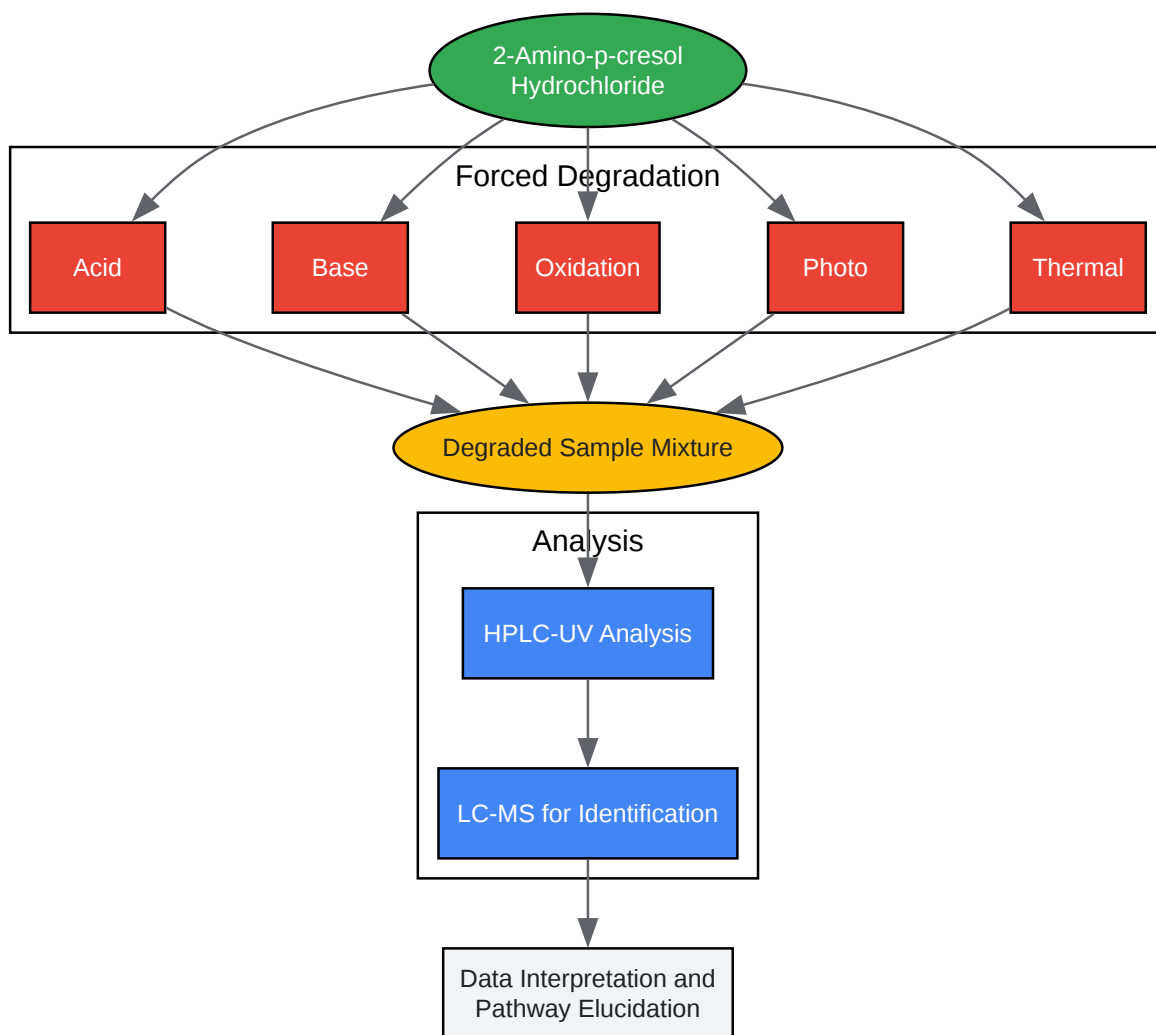 2-Amino-p-cresol
Hydrochloride
Forced Degradation
Acid
Base
Oxidation
Photo
Thermal
Degraded Sample Mixture
Analysis
HPLC-UV Analysis
LC-MS for Identification
Data Interpretation and
Pathway Elucidation